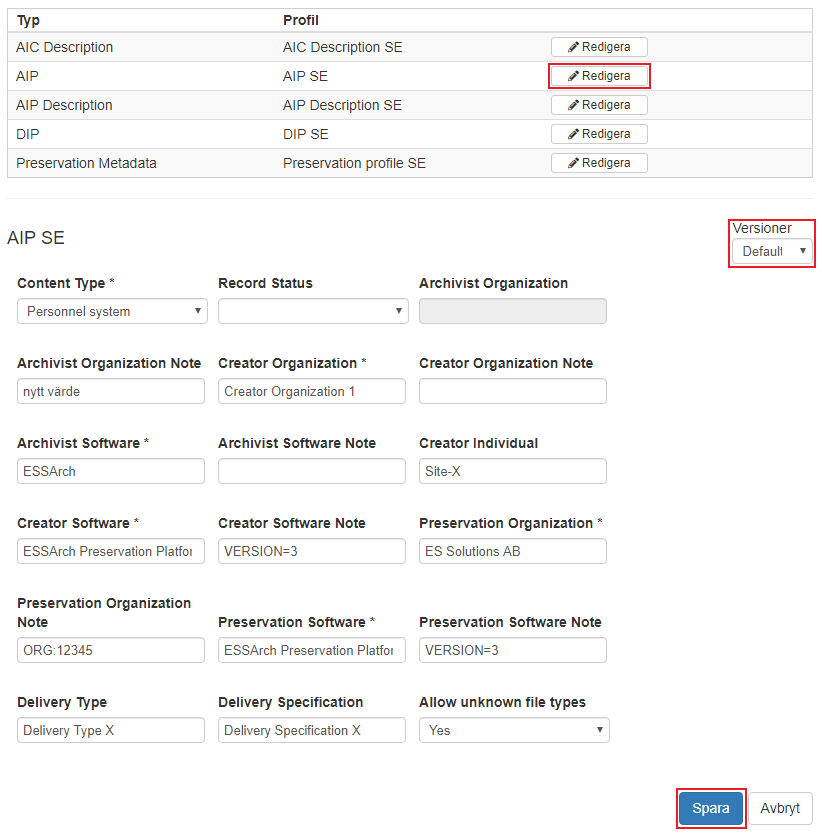 Typ Profil
AIC Description AIC Description SE Redigera
AIP AIP SE Redigera
AIP Description AIP Description SE Redigera
DIP DIP SE Redigera
Preservation Metadata Preservation profile SE Redigera
AIP SE
Versioner
Default
Content Type * Record Status Archivist Organization
Personnel system
Archivist Organization Note Creator Organization * Creator Organization Note
nytt värde Creator Organization 1
Archivist Software * Archivist Software Note Creator Individual
ESSArch Site-X
Creator Software * Creator Software Note Preservation Organization *
ESSArch Preservation Platfor VERSION=3 ES Solutions AB
Preservation Organization
Note Preservation Software * Preservation Software Note
ORG:12345 ESSArch Preservation Platfor VERSION=3
Delivery Type Delivery Specification Allow unknown file types
Delivery Type X Delivery Specification X Yes
Spara Avbryt